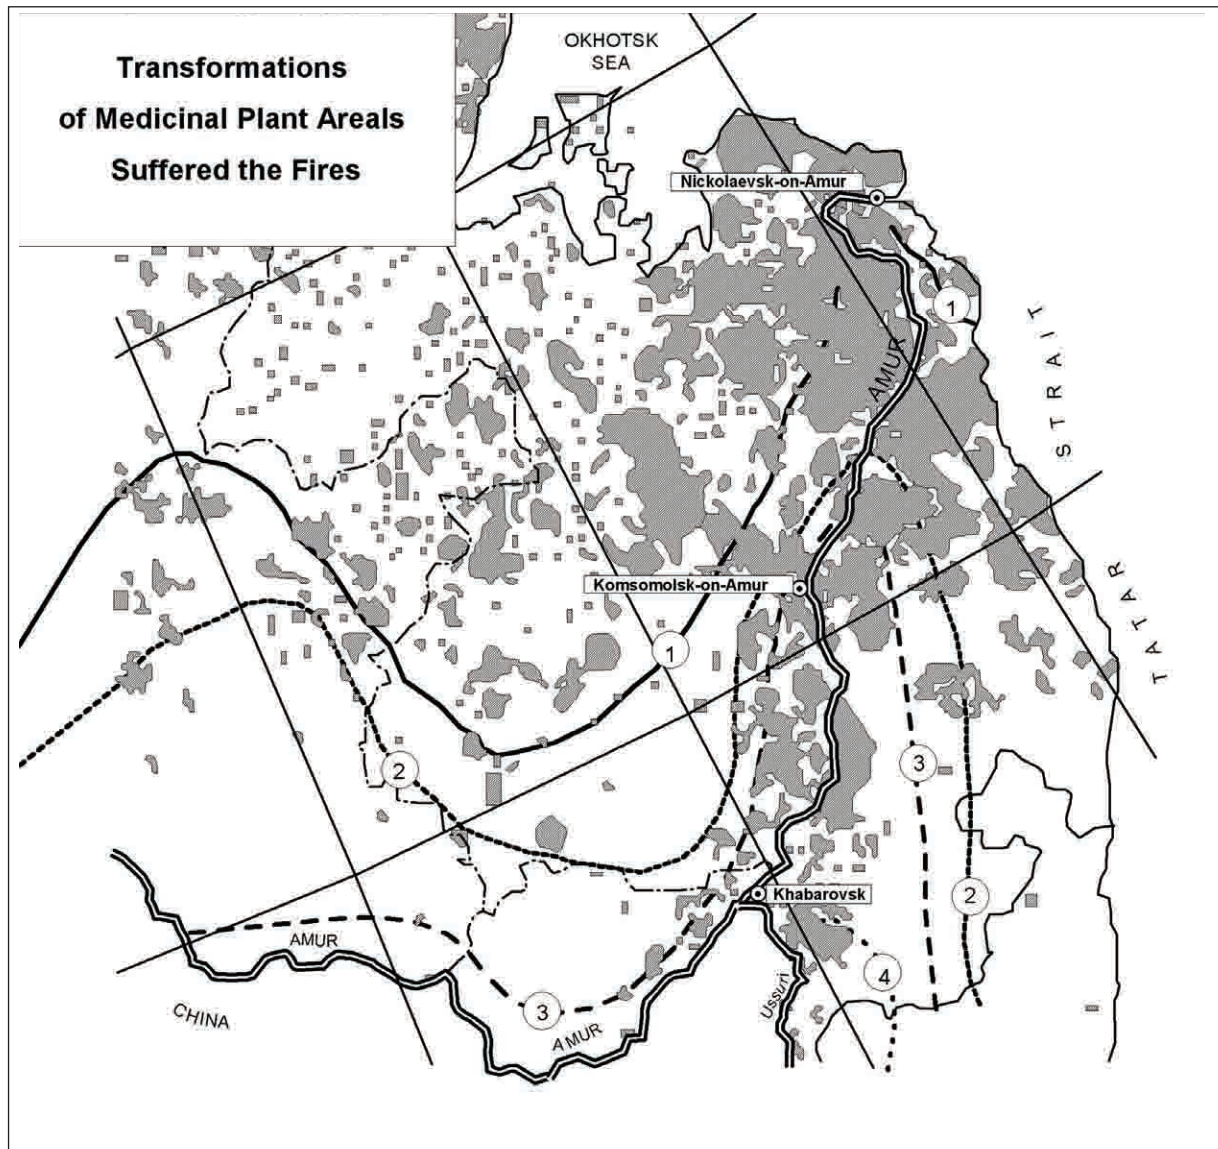 Transformations
of Medicinal Plant Areals
Suffered the Fires
OKHOTSK
SEA
Nickolaevsk-on-Amur
1
STRAIT
AMUR
TATAR
Komsomolsk-on-Amur
1
2
3
Khabarovsk
2
AMUR
4
Ussuri
3
CHINA
AMUR